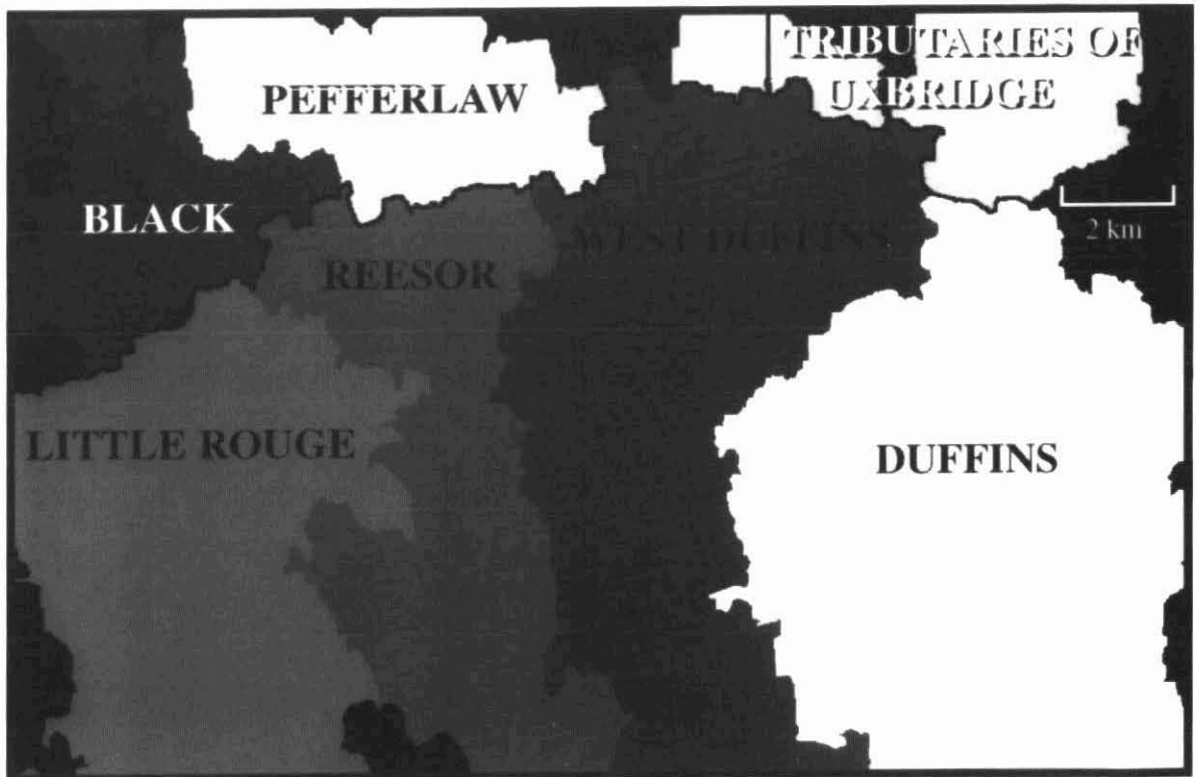 TRIBUTARIES OF
UXBRIDGE
PEFFERLAW
BLACK
2 km
WEST DUFFINS
REESOR
LITTLE ROUGE
DUFFINS